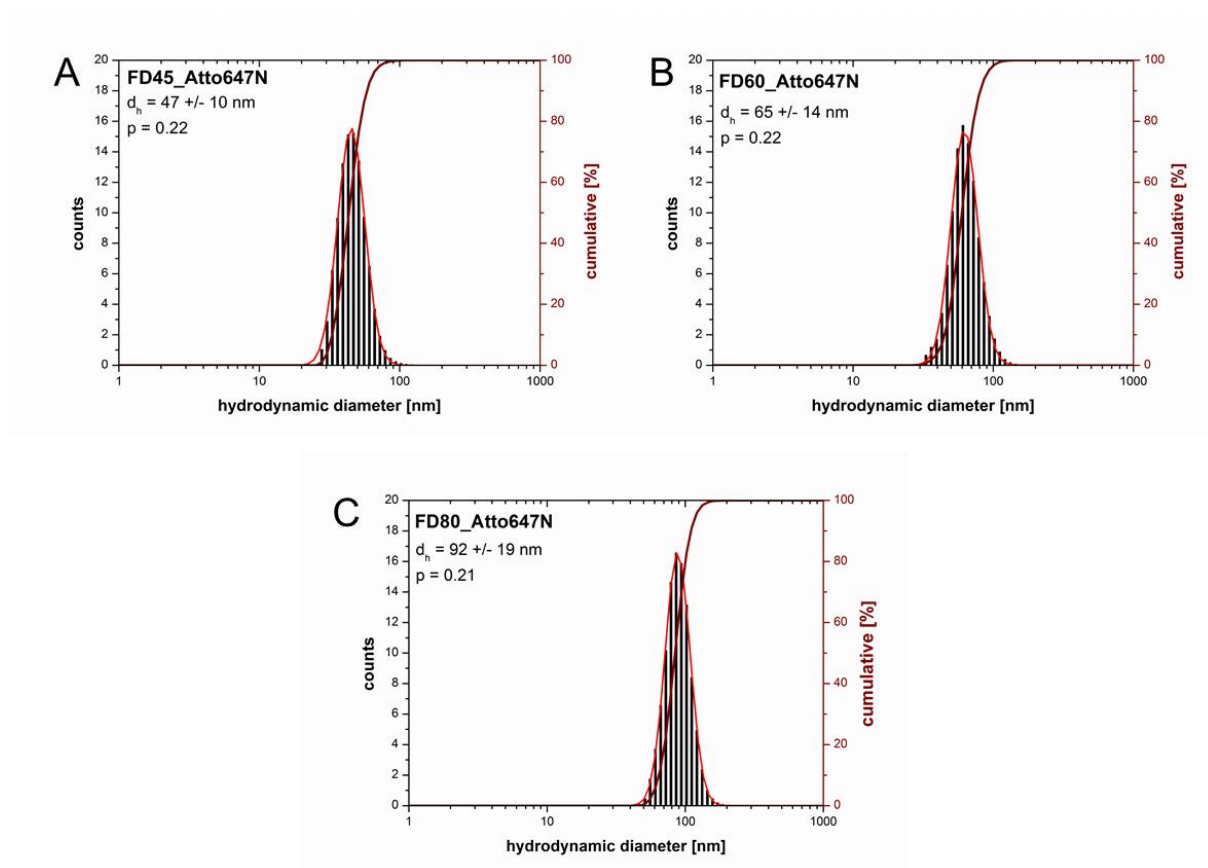 A
FD45_Atto647N
d_h = 47 +/- 10 nm
p = 0.22
20
18
16
14
12
10
8
6
4
2
0
counts
100
80
60
40
20
0
cumulative [%]
1 10 100 1000
hydrodynamic diameter [nm]
B
FD60_Atto647N
d_h = 65 +/- 14 nm
p = 0.22
20
18
16
14
12
10
8
6
4
2
0
counts
100
80
60
40
20
0
cumulative [%]
1 10 100 1000
hydrodynamic diameter [nm]
C
FD80_Atto647N
d_h = 92 +/- 19 nm
p = 0.21
20
18
16
14
12
10
8
6
4
2
0
counts
100
80
60
40
20
0
cumulative [%]
1 10 100 1000
hydrodynamic diameter [nm]